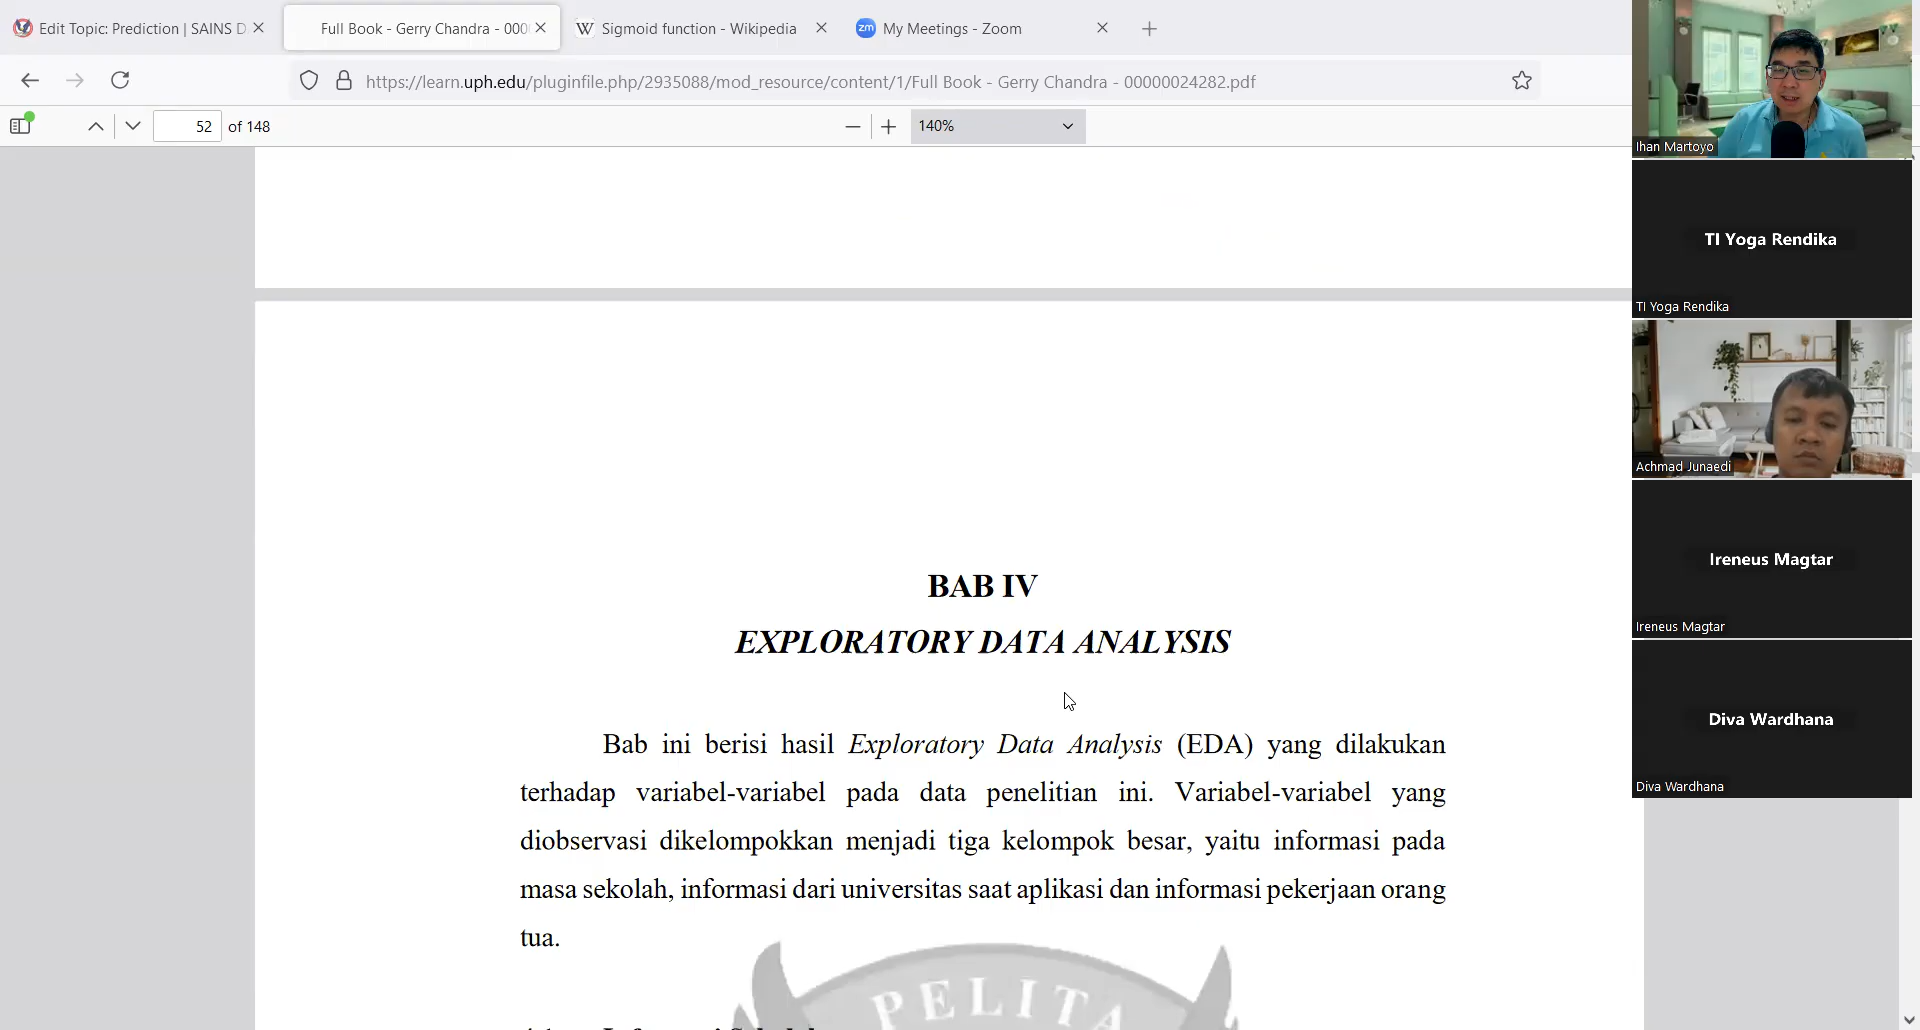 Edit Topic: Prediction | SAINS D
Full Book - Gerry Chandra - 000
W Sigmoid function - Wikipedia
zm My Meetings - Zoom
https://learn.uph.edu/pluginfile.php/2935088/mod_resource/content/1/Full Book - Gerry Chandra - 00000024282.pdf
52 of 148
140%
Ihan Martoyo
TI Yoga Rendika
TI Yoga Rendika
Achmad Junaedi
Ireneus Magtar
Ireneus Magtar
Diva Wardhana
Diva Wardhana
BAB IV
EXPLORATORY DATA ANALYSIS
Bab ini berisi hasil Exploratory Data Analysis (EDA) yang dilakukan
terhadap variabel-variabel pada data penelitian ini. Variabel-variabel yang
diobservasi dikelompokkan menjadi tiga kelompok besar, yaitu informasi pada
masa sekolah, informasi dari universitas saat aplikasi dan informasi pekerjaan orang
tua.
PELITA